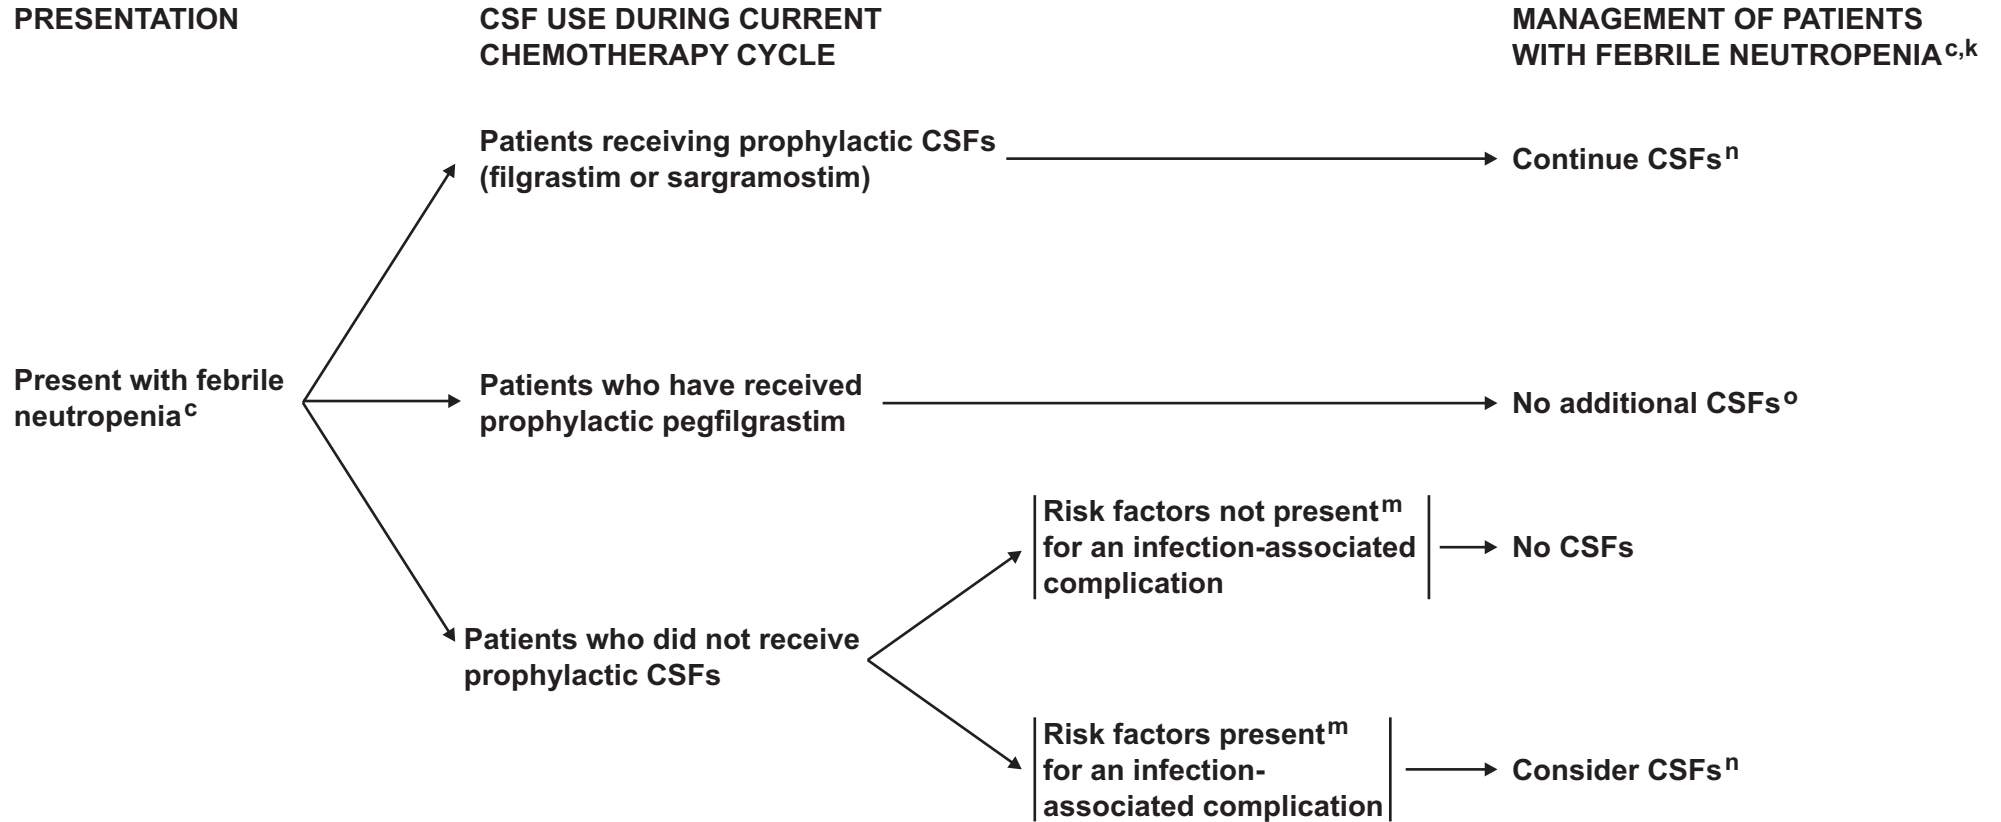 PRESENTATION
CSF USE DURING CURRENT
CHEMOTHERAPY CYCLE
MANAGEMENT OF PATIENTS
WITH FEBRILE NEUTROPENIA c,k
Patients receiving prophylactic CSFs
(filgrastim or sargramostim)
Continue CSFs n
Present with febrile
neutropenia c
Patients who have received
prophylactic pegfilgrastim
No additional CSFs o
Patients who did not receive
prophylactic CSFs
Risk factors not present m
for an infection-associated
complication
No CSFs
Risk factors present m
for an infection-
associated complication
Consider CSFs n